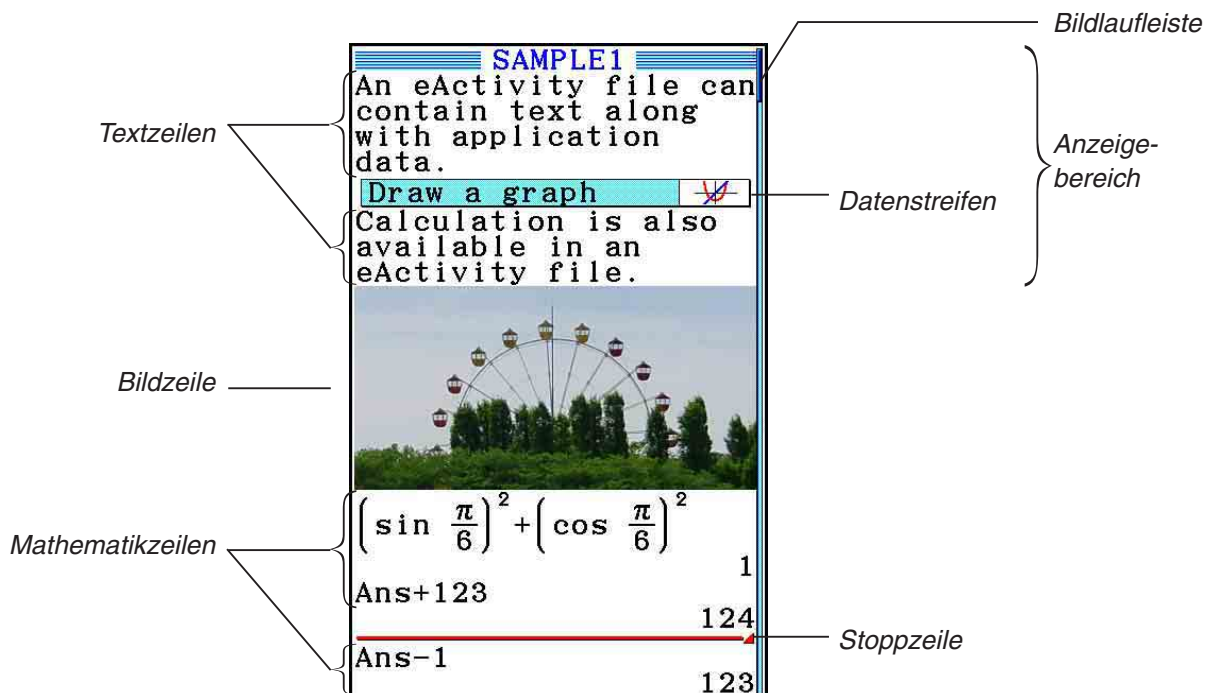 Bildlaufleiste
SAMPLE1
An eActivity file can
contain text along
with application
data.
Textzeilen
Anzeige-
bereich
Draw a graph
Datenstreifen
Calculation is also
available in an
eActivity file.
Bildzeile
(sin π/6)²+(cos π/6)²
1
Mathematikzeilen
Ans+123
124
Stoppzeile
Ans−1
123